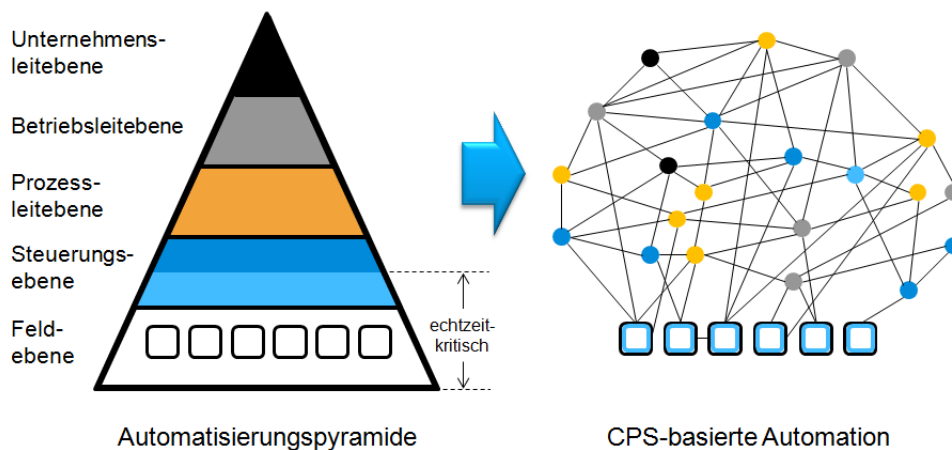 Unternehmens-
leitebene
Betriebsleitebene
Prozess-
leitebene
Steuerungs-
ebene
Feld-
ebene
echtzeit-
kritisch
Automatisierungspyramide
CPS-basierte Automation